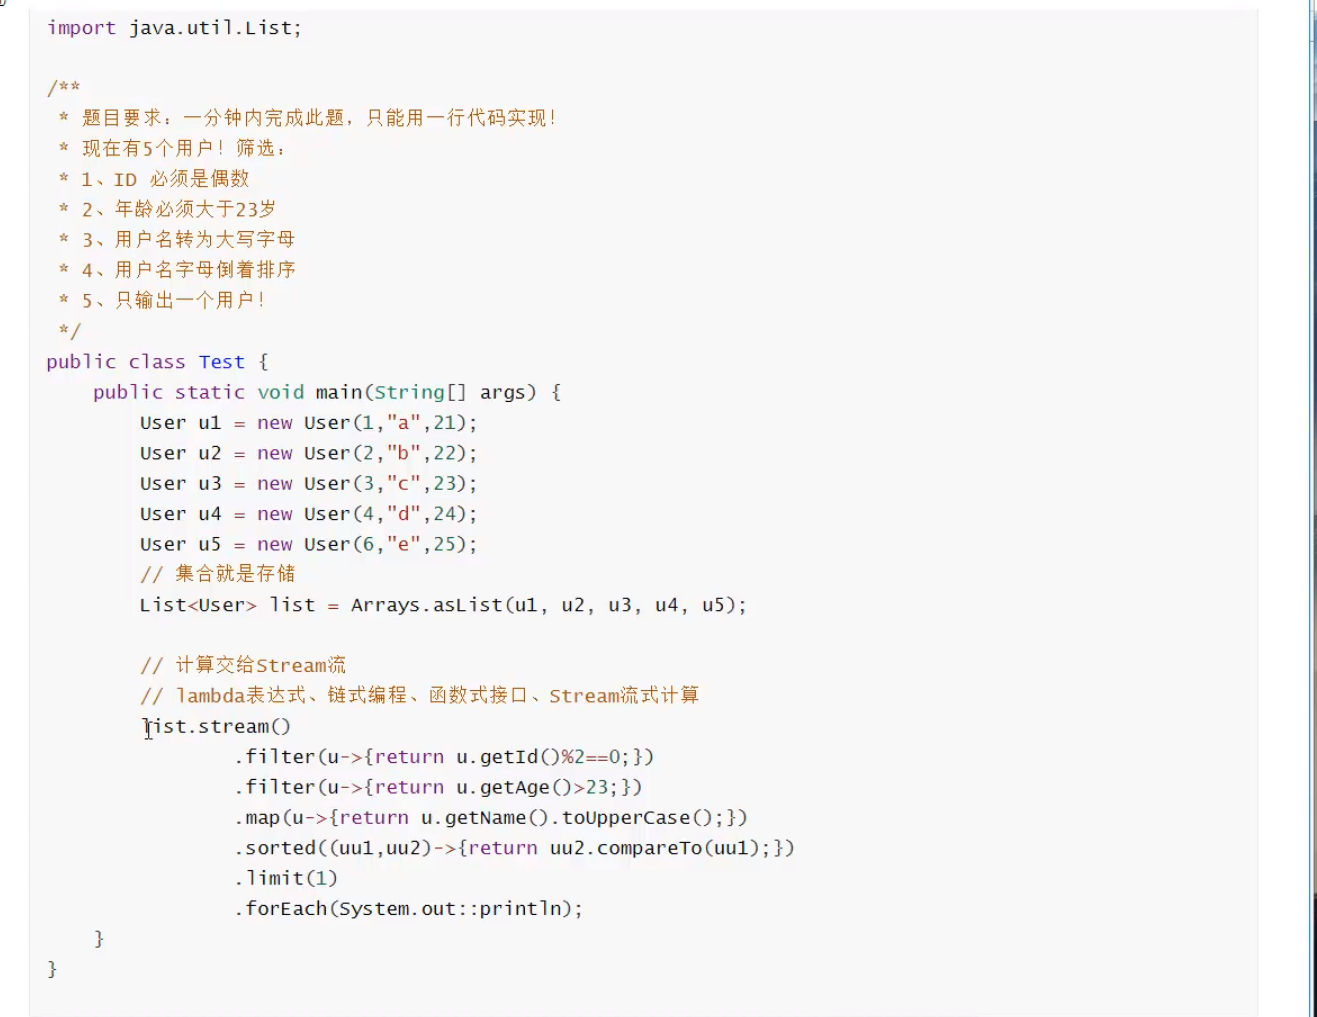 import java.util.List;
/**
* 题目要求：一分钟内完成此题，只能用一行代码实现！
* 现在有5个用户！筛选：
* 1、ID 必须是偶数
* 2、年龄必须大于23岁
* 3、用户名转为大写字母
* 4、用户名字母倒着排序
* 5、只输出一个用户！
*/
public class Test {
public static void main(String[] args) {
User u1 = new User(1,"a",21);
User u2 = new User(2,"b",22);
User u3 = new User(3,"c",23);
User u4 = new User(4,"d",24);
User u5 = new User(6,"e",25);
// 集合就是存储
List<User> list = Arrays.asList(u1, u2, u3, u4, u5);
// 计算交给Stream流
// lambda表达式、链式编程、函数式接口、Stream流式计算
list.stream()
.filter(u->{return u.getId()%2==0;})
.filter(u->{return u.getAge()>23;})
.map(u->{return u.getName().toUpperCase();})
.sorted((uu1,uu2)->{return uu2.compareTo(uu1);})
.limit(1)
.forEach(System.out::println);
}
}